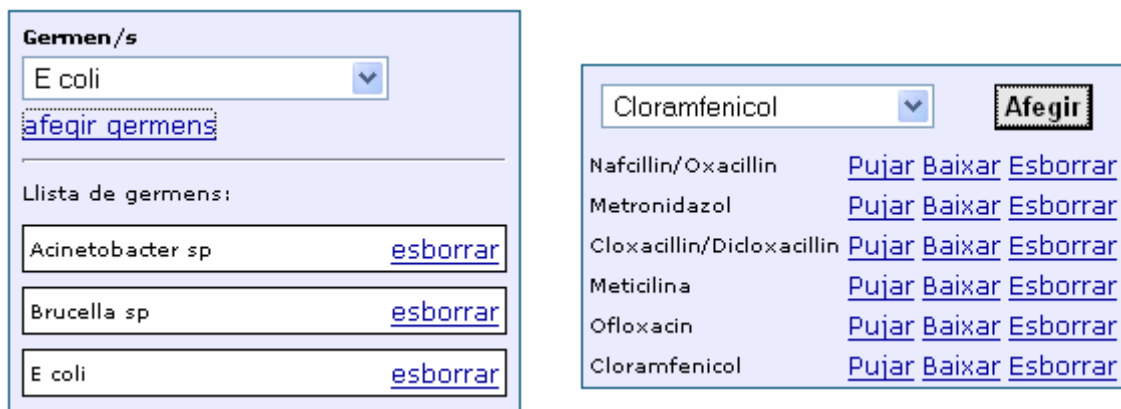 Germen/s
E coli
afegir germens
Llista de germens:
Acinetobacter sp esborrar
Brucella sp esborrar
E coli esborrar
Cloramfenicol Afegir
Nafcillin/Oxacillin Pujar Baixar Esborrar
Metronidazol Pujar Baixar Esborrar
Cloxacillin/Dicloxacillin Pujar Baixar Esborrar
Meticilina Pujar Baixar Esborrar
Ofloxacin Pujar Baixar Esborrar
Cloramfenicol Pujar Baixar Esborrar